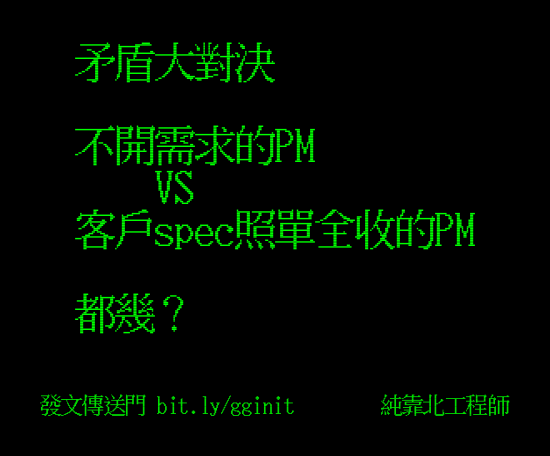 矛盾大對決
不開需求的PM
VS
客戶spec照單全收的PM
都幾？
發文傳送門 bit.ly/gginit 純靠北工程師